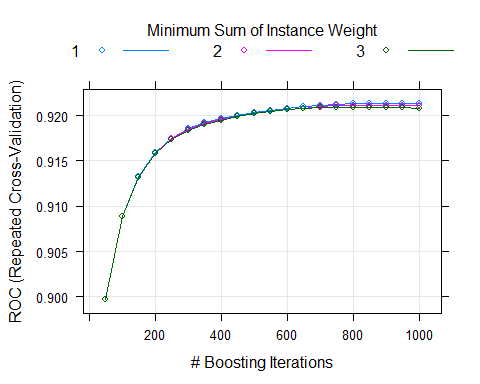 Minimum Sum of Instance Weight
1 2 3
ROC (Repeated Cross-Validation)
0.920
0.915
0.910
0.905
0.900
200 400 600 800 1000
# Boosting Iterations